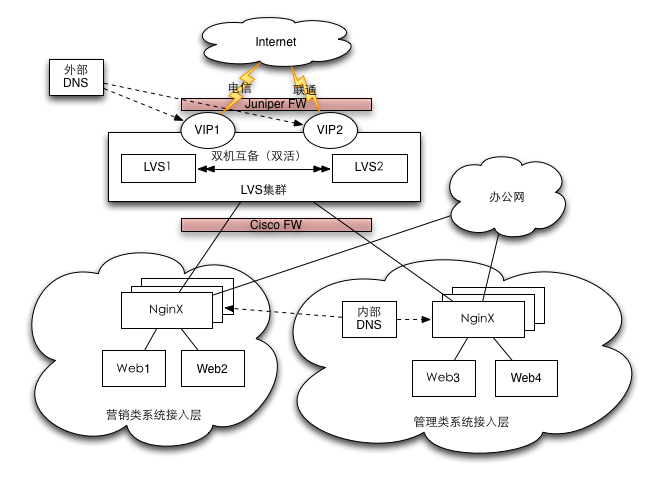 Internet
外部
DNS
电信
联通
Juniper FW
VIP1
VIP2
双机互备（双活）
LVS1
LVS2
LVS集群
办公网
Cisco FW
NginX
内部
DNS
NginX
Web1
Web2
Web3
Web4
营销类系统接入层
管理类系统接入层